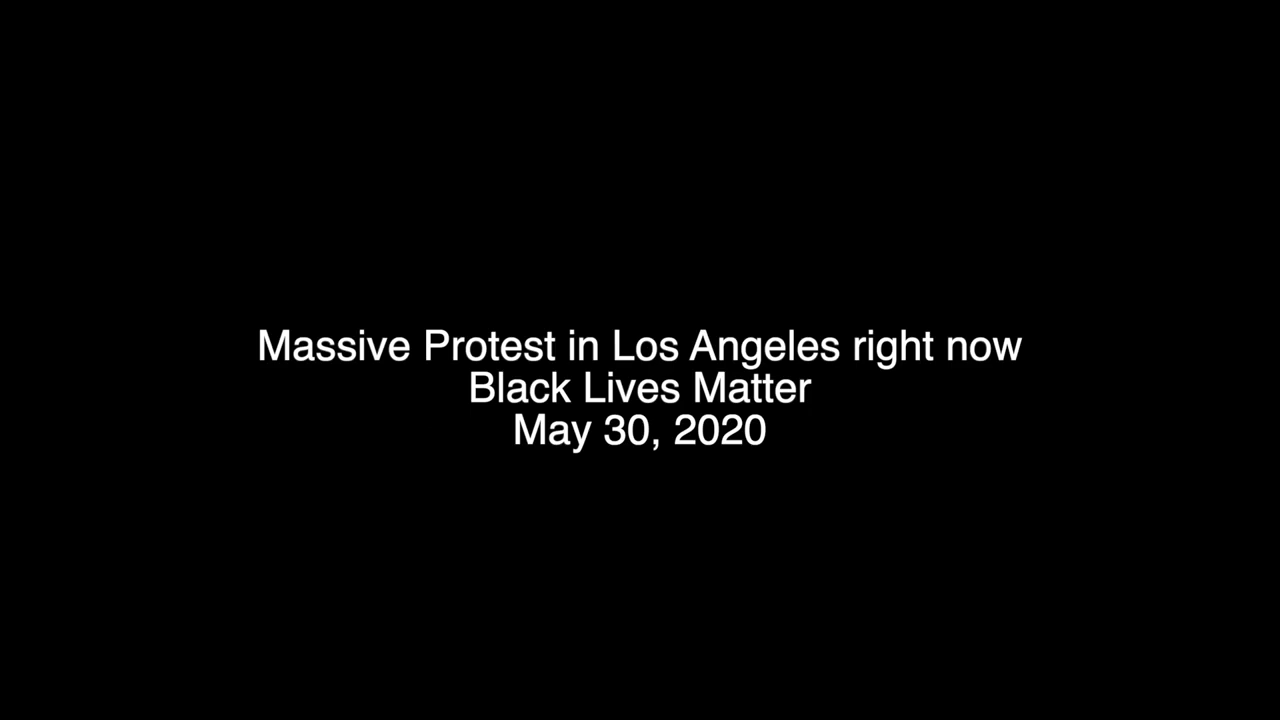 Massive Protest in Los Angeles right now
Black Lives Matter
May 30, 2020